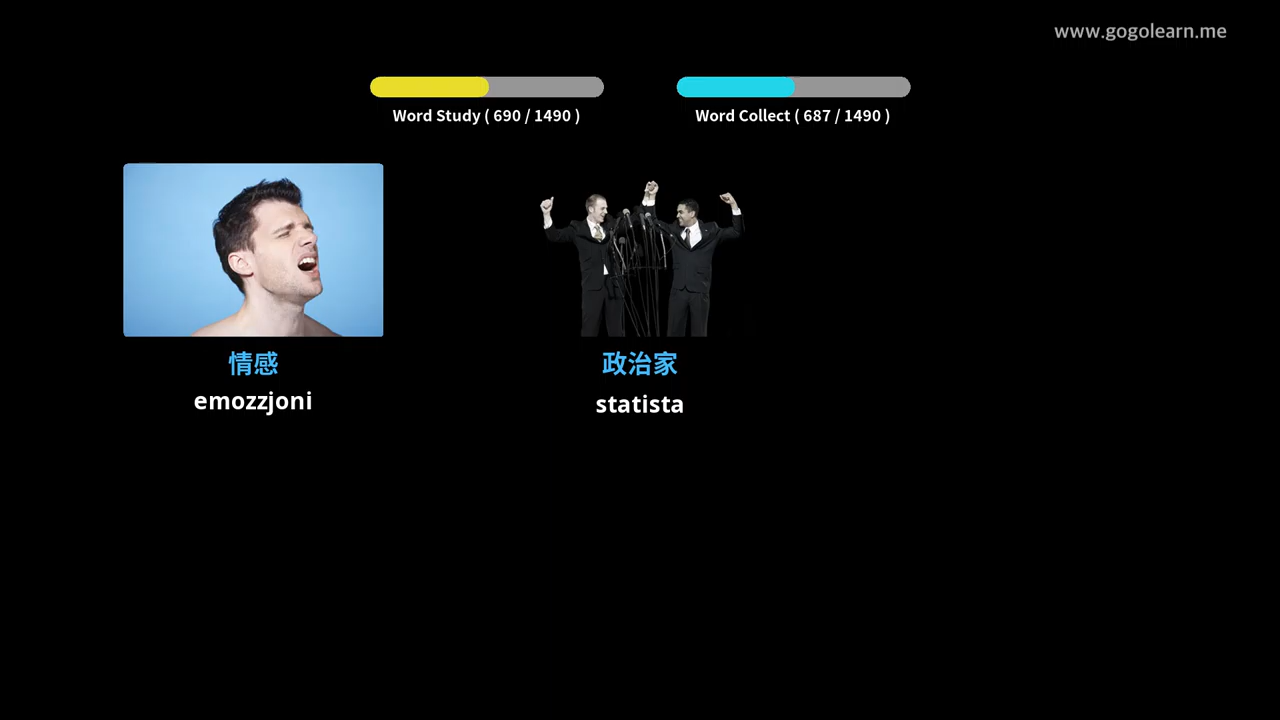 www.gogolearn.me
Word Study ( 690 / 1490 )
Word Collect ( 687 / 1490 )
情感
emozzjoni
政治家
statista